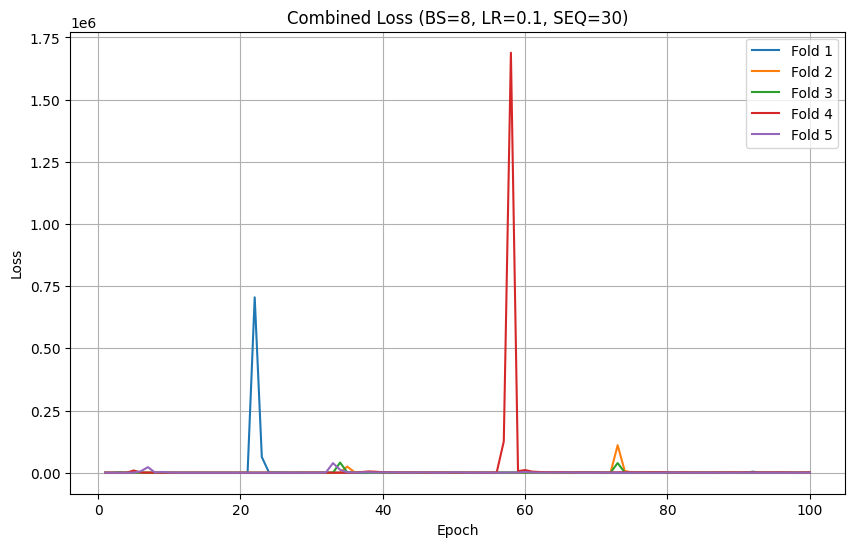 Combined Loss (BS=8, LR=0.1, SEQ=30)
1e6
1.75
1.50
1.25
1.00
0.75
0.50
0.25
0.00
Loss
Fold 1
Fold 2
Fold 3
Fold 4
Fold 5
0 20 40 60 80 100
Epoch